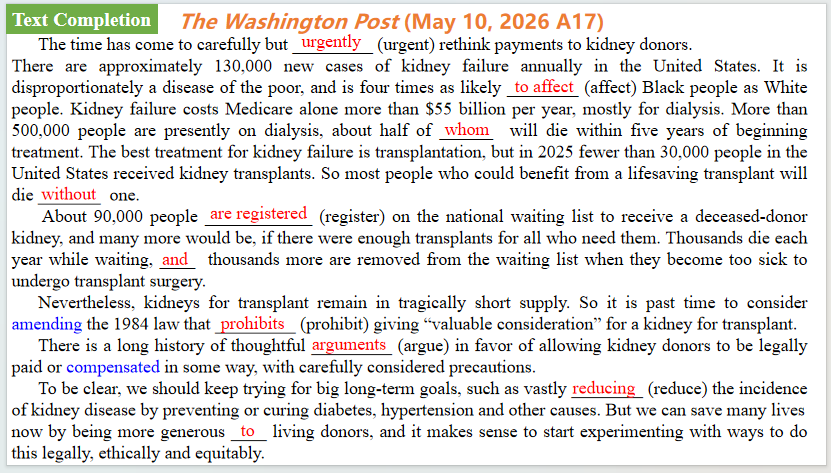 Text Completion The Washington Post (May 10, 2026 A17)
The time has come to carefully but urgently (urgent) rethink payments to kidney donors.
There are approximately 130,000 new cases of kidney failure annually in the United States. It is
disproportionately a disease of the poor, and is four times as likely to affect (affect) Black people as White
people. Kidney failure costs Medicare alone more than $55 billion per year, mostly for dialysis. More than
500,000 people are presently on dialysis, about half of whom will die within five years of beginning
treatment. The best treatment for kidney failure is transplantation, but in 2025 fewer than 30,000 people in the
United States received kidney transplants. So most people who could benefit from a lifesaving transplant will
die without one.
About 90,000 people are registered (register) on the national waiting list to receive a deceased-donor
kidney, and many more would be, if there were enough transplants for all who need them. Thousands die each
year while waiting, and thousands more are removed from the waiting list when they become too sick to
undergo transplant surgery.
Nevertheless, kidneys for transplant remain in tragically short supply. So it is past time to consider
amending the 1984 law that prohibits (prohibit) giving “valuable consideration” for a kidney for transplant.
There is a long history of thoughtful arguments (argue) in favor of allowing kidney donors to be legally
paid or compensated in some way, with carefully considered precautions.
To be clear, we should keep trying for big long-term goals, such as vastly reducing (reduce) the incidence
of kidney disease by preventing or curing diabetes, hypertension and other causes. But we can save many lives
now by being more generous to living donors, and it makes sense to start experimenting with ways to do
this legally, ethically and equitably.